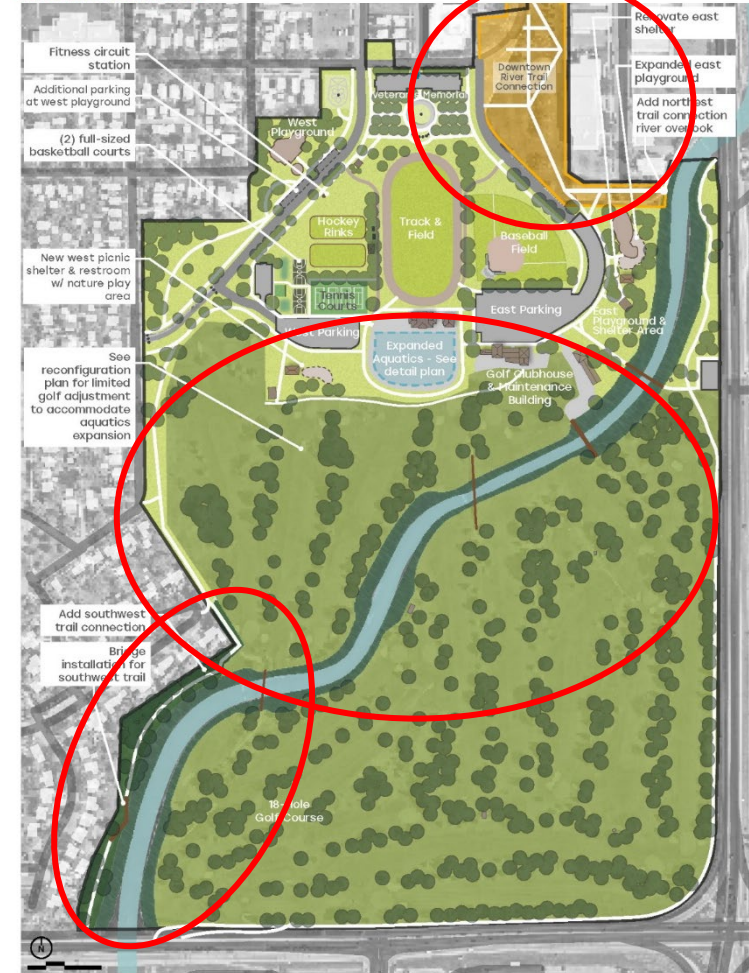 Fitness circuit
station
Additional parking
at west playground
(2) full-sized
basketball courts
New west picnic
shelter & restroom
w/ nature play
area
See
reconfiguration
plan for limited
golf adjustment
to accommodate
aquatics
expansion
Add southwest
trail connection
Bridge
installation for
southwest trail
Renovate east
shelter
Expanded east
playground
Add northest
trail connection
river overlook
Downtown
River Trail
Connection
Veterans Memorial
West
Playground
Hockey
Rinks
Track &
Field
Baseball
Field
Tennis
Courts
West Parking
East Parking
Expanded
Aquatics - See
detail plan
East
Playground &
Shelter Area
Golf Clubhouse
& Maintenance
Building
18-Hole
Golf Course
N